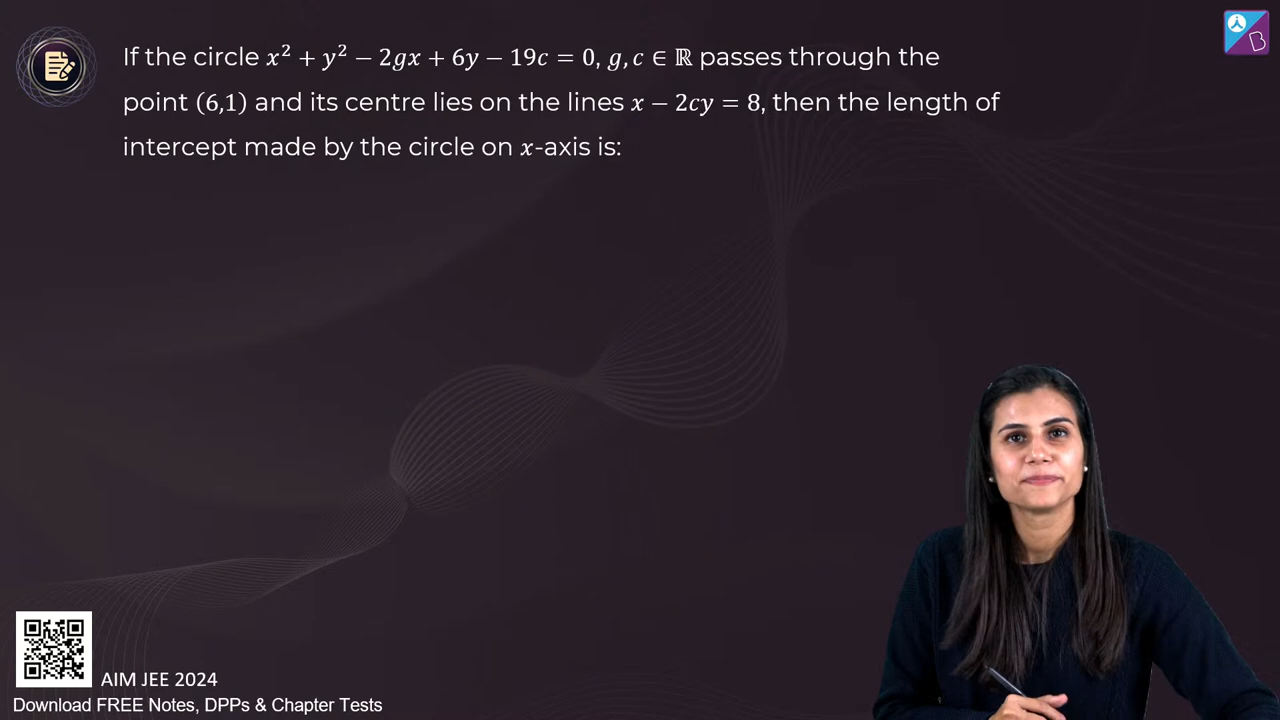 If the circle x² + y² − 2gx + 6y − 19c = 0, g, c ∈ ℝ passes through the
point (6,1) and its centre lies on the lines x − 2cy = 8, then the length of
intercept made by the circle on x-axis is:
AIM JEE 2024
Download FREE Notes, DPPs & Chapter Tests